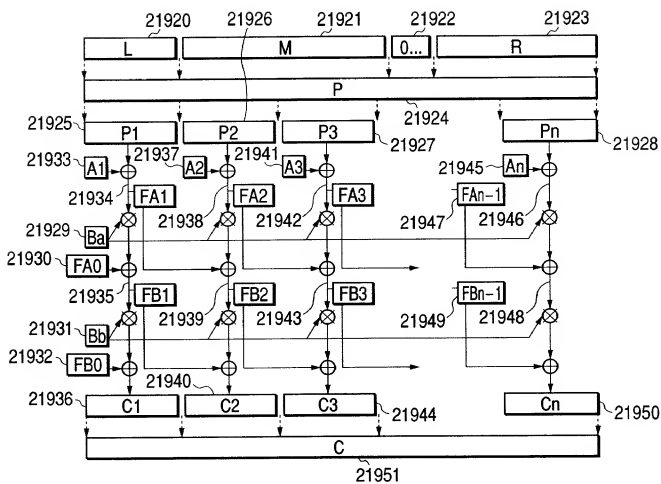 21920 21926 21921 21922 21923
L M 0... R
P
21924
21925 P1 P2 P3 21927 Pn 21928
21933 A1 21937 A2 21941 A3 21945 An
21934 FA1 21938 FA2 21942 FA3 21947 FAn-1 21946
21929 Ba
21930 FA0
21935 FB1 21939 FB2 21943 FB3 21949 FBn-1 21948
21931 Bb
21932 FB0
21940
21936 C1 C2 C3 21944 Cn 21950
C
21951